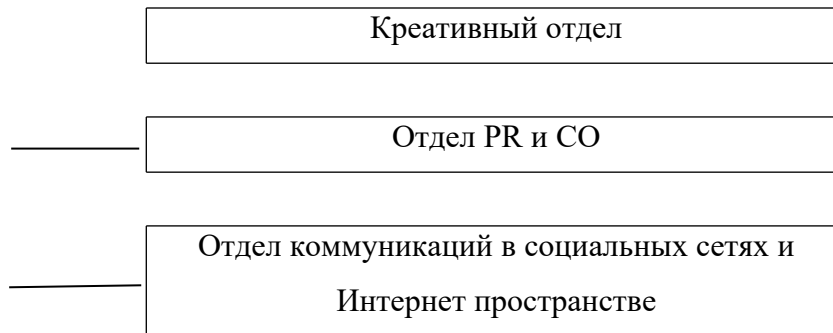 Креативный отдел
Отдел PR и СО
Отдел коммуникаций в социальных сетях и
Интернет пространстве